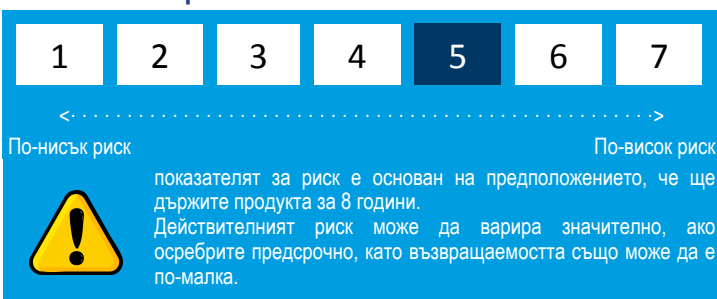 1 2 3 4 5 6 7
<· · · · · · · · · · · · · · · · · · · · · · · · · · · · · · · · · · · · · · · · · · · · · · · · · · · ·>
По-нисък риск По-висок риск
показателят за риск е основан на предположението, че ще
държите продукта за 8 години.
Действителният риск може да варира значително, ако
осребрите предсрочно, като възвращаемостта също може да е
по-малка.